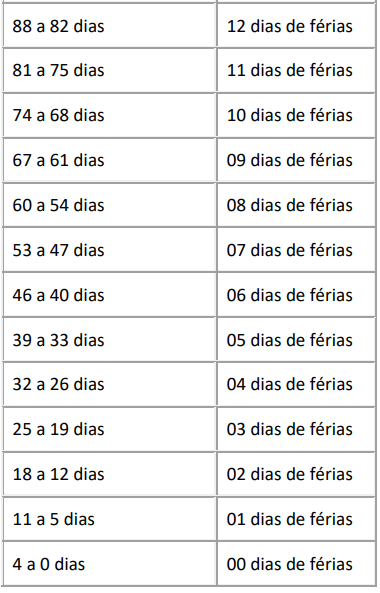 88 a 82 dias 12 dias de férias
81 a 75 dias 11 dias de férias
74 a 68 dias 10 dias de férias
67 a 61 dias 09 dias de férias
60 a 54 dias 08 dias de férias
53 a 47 dias 07 dias de férias
46 a 40 dias 06 dias de férias
39 a 33 dias 05 dias de férias
32 a 26 dias 04 dias de férias
25 a 19 dias 03 dias de férias
18 a 12 dias 02 dias de férias
11 a 5 dias 01 dias de férias
4 a 0 dias 00 dias de férias